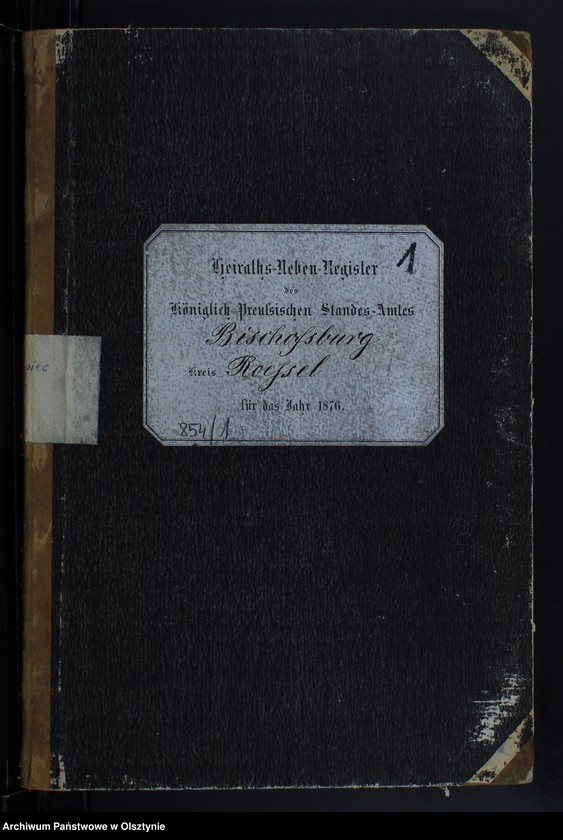 1
Heiraths-Neben-Register
des
Königlich Preußischen Standes-Amtes
Bischofsburg
Kreis Roessel
für das Jahr 1876.
854/1
Archiwum Państwowe w Olsztynie